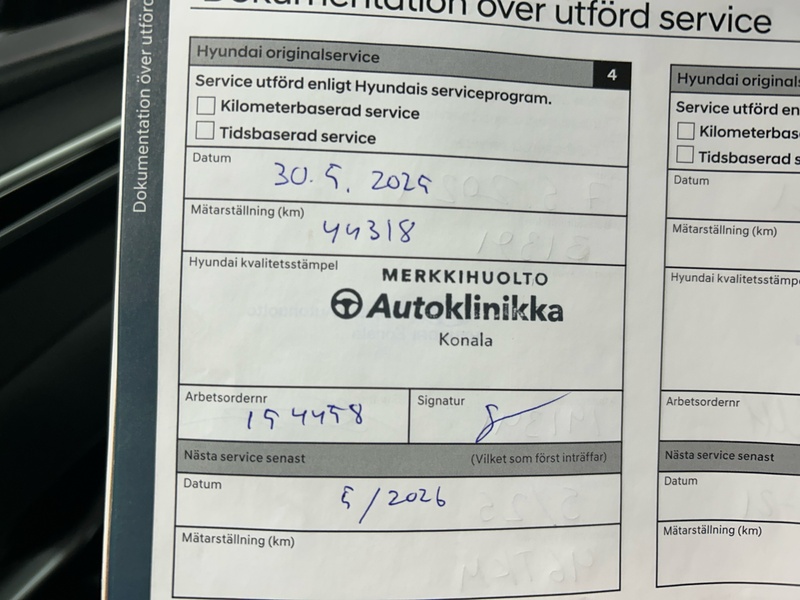 Dokumentation över utförd service
Dokumentation över utförd
Hyundai originalservice
4
Service utförd enligt Hyundais serviceprogram.
Kilometerbaserad service
Tidsbaserad service
Datum
30.5.2025
Mätarställning (km)
44318
Hyundai kvalitetsstämpel
MERKKIHUOLTO
Autoklinikka
Konala
Arbetsordernr
154458
Signatur
Nästa service senast
(Vilket som först inträffar)
Datum
5/2026
Mätarställning (km)
Hyundai originals
Service utförd en
Kilometerbas
Tidsbaserad s
Datum
Mätarställning (km)
Hyundai kvalitetsstämpe
Arbetsordernr
Nästa service senast
Datum
Mätarställning (km)